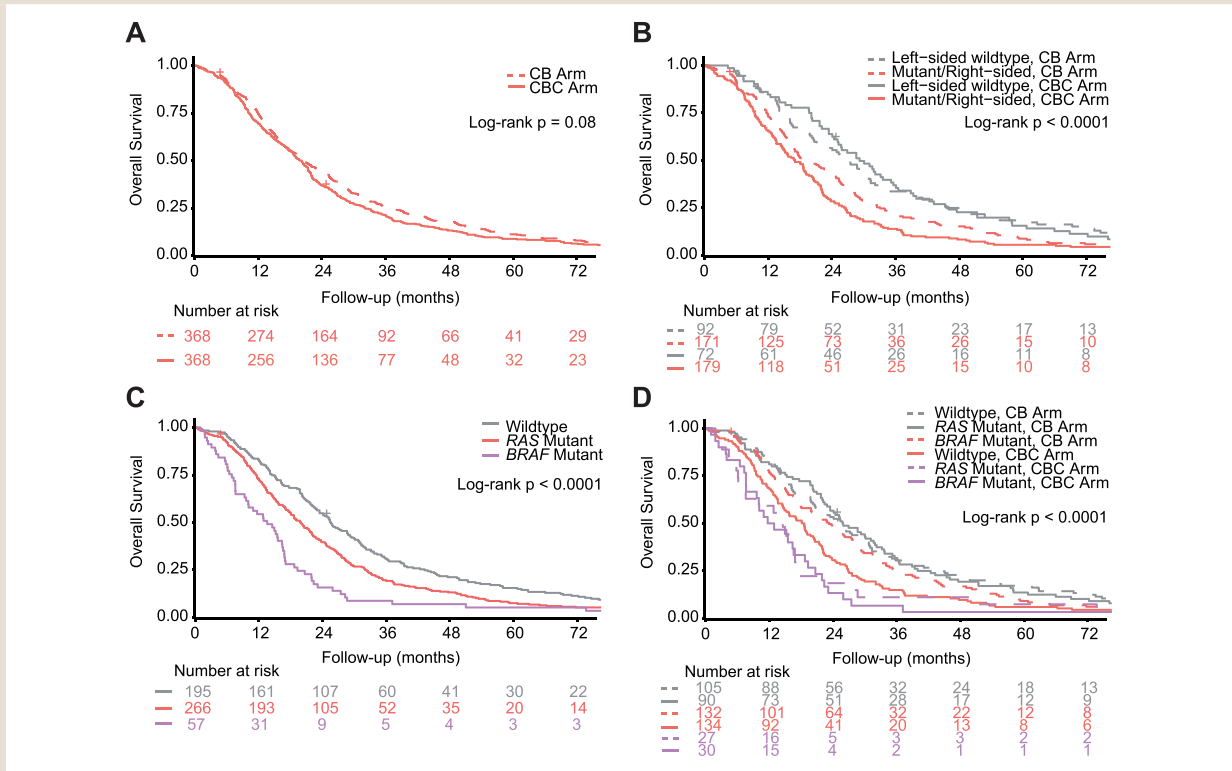 A
1.00
0.75
0.50
0.25
0.00
Overall Survival
CB Arm
CBC Arm
Log-rank p = 0.08
0 12 24 36 48 60 72
Follow-up (months)
Number at risk
368 274 164 92 66 41 29
368 256 136 77 48 32 23
B
1.00
0.75
0.50
0.25
0.00
Overall Survival
Left-sided wildtype, CB Arm
Mutant/Right-sided, CB Arm
Left-sided wildtype, CBC Arm
Mutant/Right-sided, CBC Arm
Log-rank p < 0.0001
0 12 24 36 48 60 72
Follow-up (months)
Number at risk
92 79 52 31 23 17 13
171 125 73 36 26 15 10
72 61 46 26 16 11 8
179 118 51 25 15 10 8
C
1.00
0.75
0.50
0.25
0.00
Overall Survival
Wildtype
RAS Mutant
BRAF Mutant
Log-rank p < 0.0001
0 12 24 36 48 60 72
Follow-up (months)
Number at risk
195 161 107 60 41 30 22
266 193 105 52 35 20 14
57 31 9 5 4 3 3
D
1.00
0.75
0.50
0.25
0.00
Overall Survival
Wildtype, CB Arm
RAS Mutant, CB Arm
BRAF Mutant, CB Arm
Wildtype, CBC Arm
RAS Mutant, CBC Arm
BRAF Mutant, CBC Arm
Log-rank p < 0.0001
0 12 24 36 48 60 72
Follow-up (months)
Number at risk
105 88 56 32 24 18 13
90 73 51 28 17 12 9
132 101 64 32 22 12 8
134 92 41 20 13 8 6
27 16 5 3 3 2 2
30 15 4 2 1 1 1